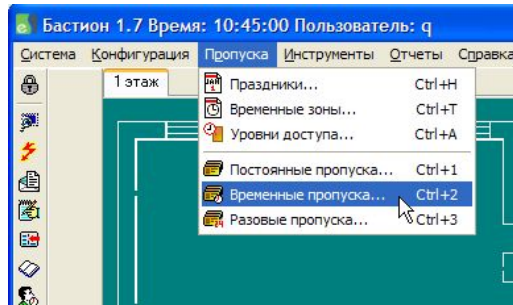 Бастион 1.7 Время: 10:45:00 Пользователь: q
Система Конфигурация Пропуска Инструменты Отчеты Справка
1 этаж
Праздники... Ctrl+H
Временные зоны... Ctrl+T
Уровни доступа... Ctrl+A
Постоянные пропуска... Ctrl+1
Временные пропуска... Ctrl+2
Разовые пропуска... Ctrl+3